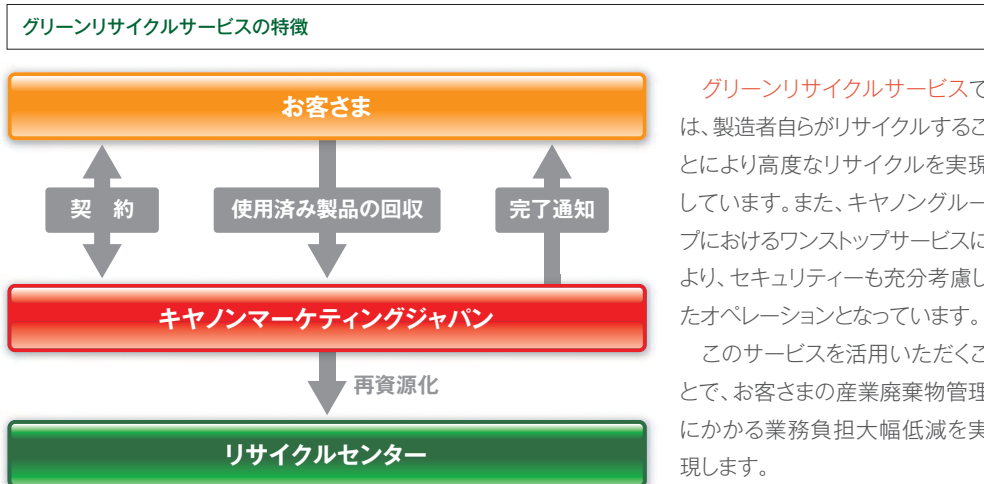 グリーンリサイクルサービスの特徴
お客さま
契　約
使用済み製品の回収
完了通知
キヤノンマーケティングジャパン
再資源化
リサイクルセンター
グリーンリサイクルサービスで
は、製造者自らがリサイクルするこ
とにより高度なリサイクルを実現
しています。また、キヤノングルー
プにおけるワンストップサービスに
より、セキュリティーも充分考慮し
たオペレーションとなっています。
このサービスを活用いただくこ
とで、お客さまの産業廃棄物管理
にかかる業務負担大幅低減を実
現します。